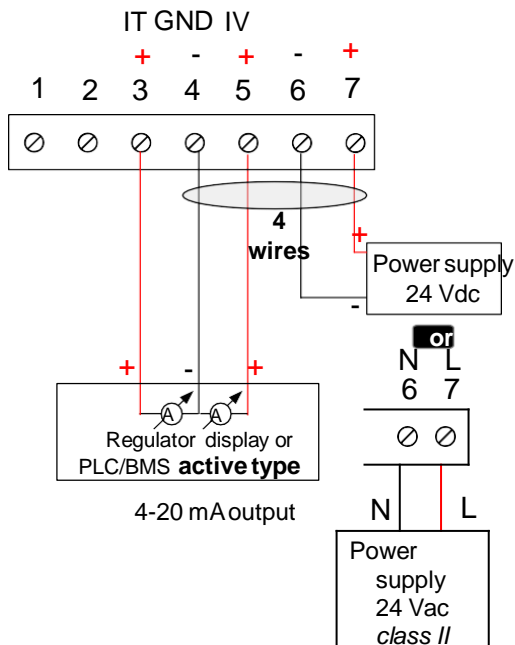 IT GND IV
+ - + - +
1 2 3 4 5 6 7
4
wires
+
Power supply
24 Vdc
-
or
N L
6 7
+ - +
A A
Regulator display or
PLC/BMS active type
4-20 mA output
N L
Power
supply
24 Vac
class II